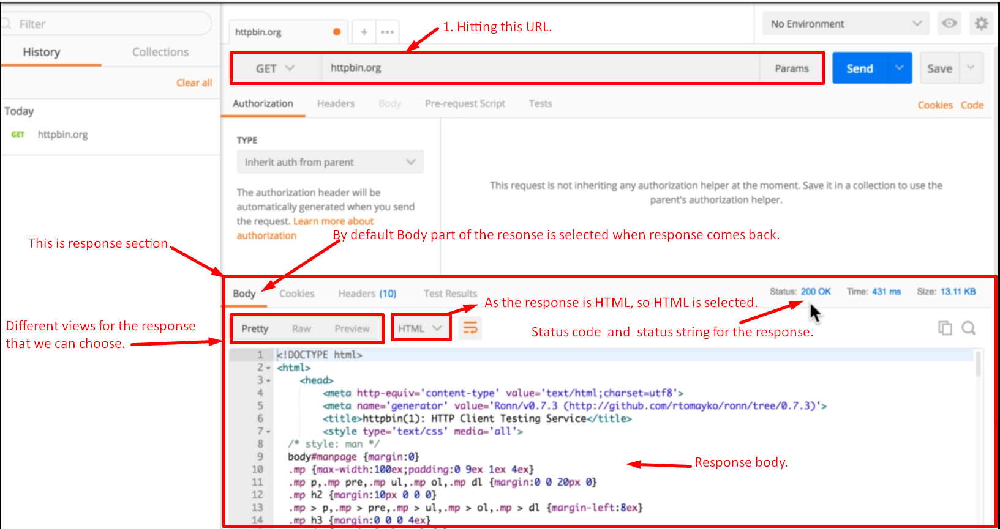 Filter
History Collections
Clear all
Today
GET httpbin.org
httpbin.org + •••
1. Hitting this URL.
No Environment
GET httpbin.org Params Send Save
Authorization Headers Body Pre-request Script Tests Cookies Code
TYPE
Inherit auth from parent
The authorization header will be
automatically generated when you send
the request. Learn more about
authorization
This request is not inheriting any authorization helper at the moment. Save it in a collection to use the
parent's authorization helper.
This is response section.
By default Body part of the resonse is selected when response comes back.
Body Cookies Headers (10) Test Results Status: 200 OK Time: 431 ms Size: 13.11 KB
As the response is HTML, so HTML is selected.
Different views for the response
that we can choose.
Pretty Raw Preview HTML
Status code and status string for the response.
1 <!DOCTYPE html>
2 <html>
3 <head>
4 <meta http-equiv='content-type' value='text/html;charset=utf8'>
5 <meta name='generator' value='Ronn/v0.7.3 (http://github.com/rtomayko/ronn/tree/0.7.3)'>
6 <title>httpbin(1): HTTP Client Testing Service</title>
7 <style type='text/css' media='all'>
8 /* style: man */
9 body#manpage {margin:0}
10 .mp {max-width:100ex;padding:0 9ex 1ex 4ex}
11 .mp p,.mp pre,.mp ul,.mp ol,.mp dl {margin:0 0 20px 0}
12 .mp h2 {margin:10px 0 0 0}
13 .mp > p,.mp > pre,.mp > ul,.mp > ol,.mp > dl {margin-left:8ex}
14 .mp h3 {margin:0 0 0 4ex}
Response body.